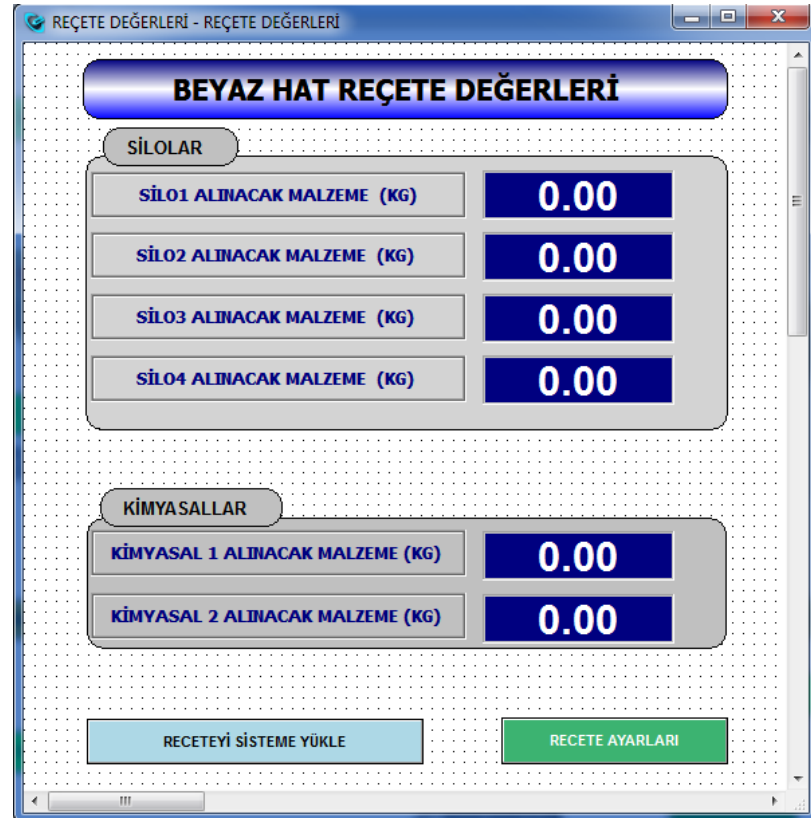 REÇETE DEĞERLERİ - REÇETE DEĞERLERİ
BEYAZ HAT REÇETE DEĞERLERİ
SİLOLAR
SİLO1 ALINACAK MALZEME (KG) 0.00
SİLO2 ALINACAK MALZEME (KG) 0.00
SİLO3 ALINACAK MALZEME (KG) 0.00
SİLO4 ALINACAK MALZEME (KG) 0.00
KİMYASALLAR
KİMYASAL 1 ALINACAK MALZEME (KG) 0.00
KİMYASAL 2 ALINACAK MALZEME (KG) 0.00
RECETEYİ SİSTEME YÜKLE RECETE AYARLARI